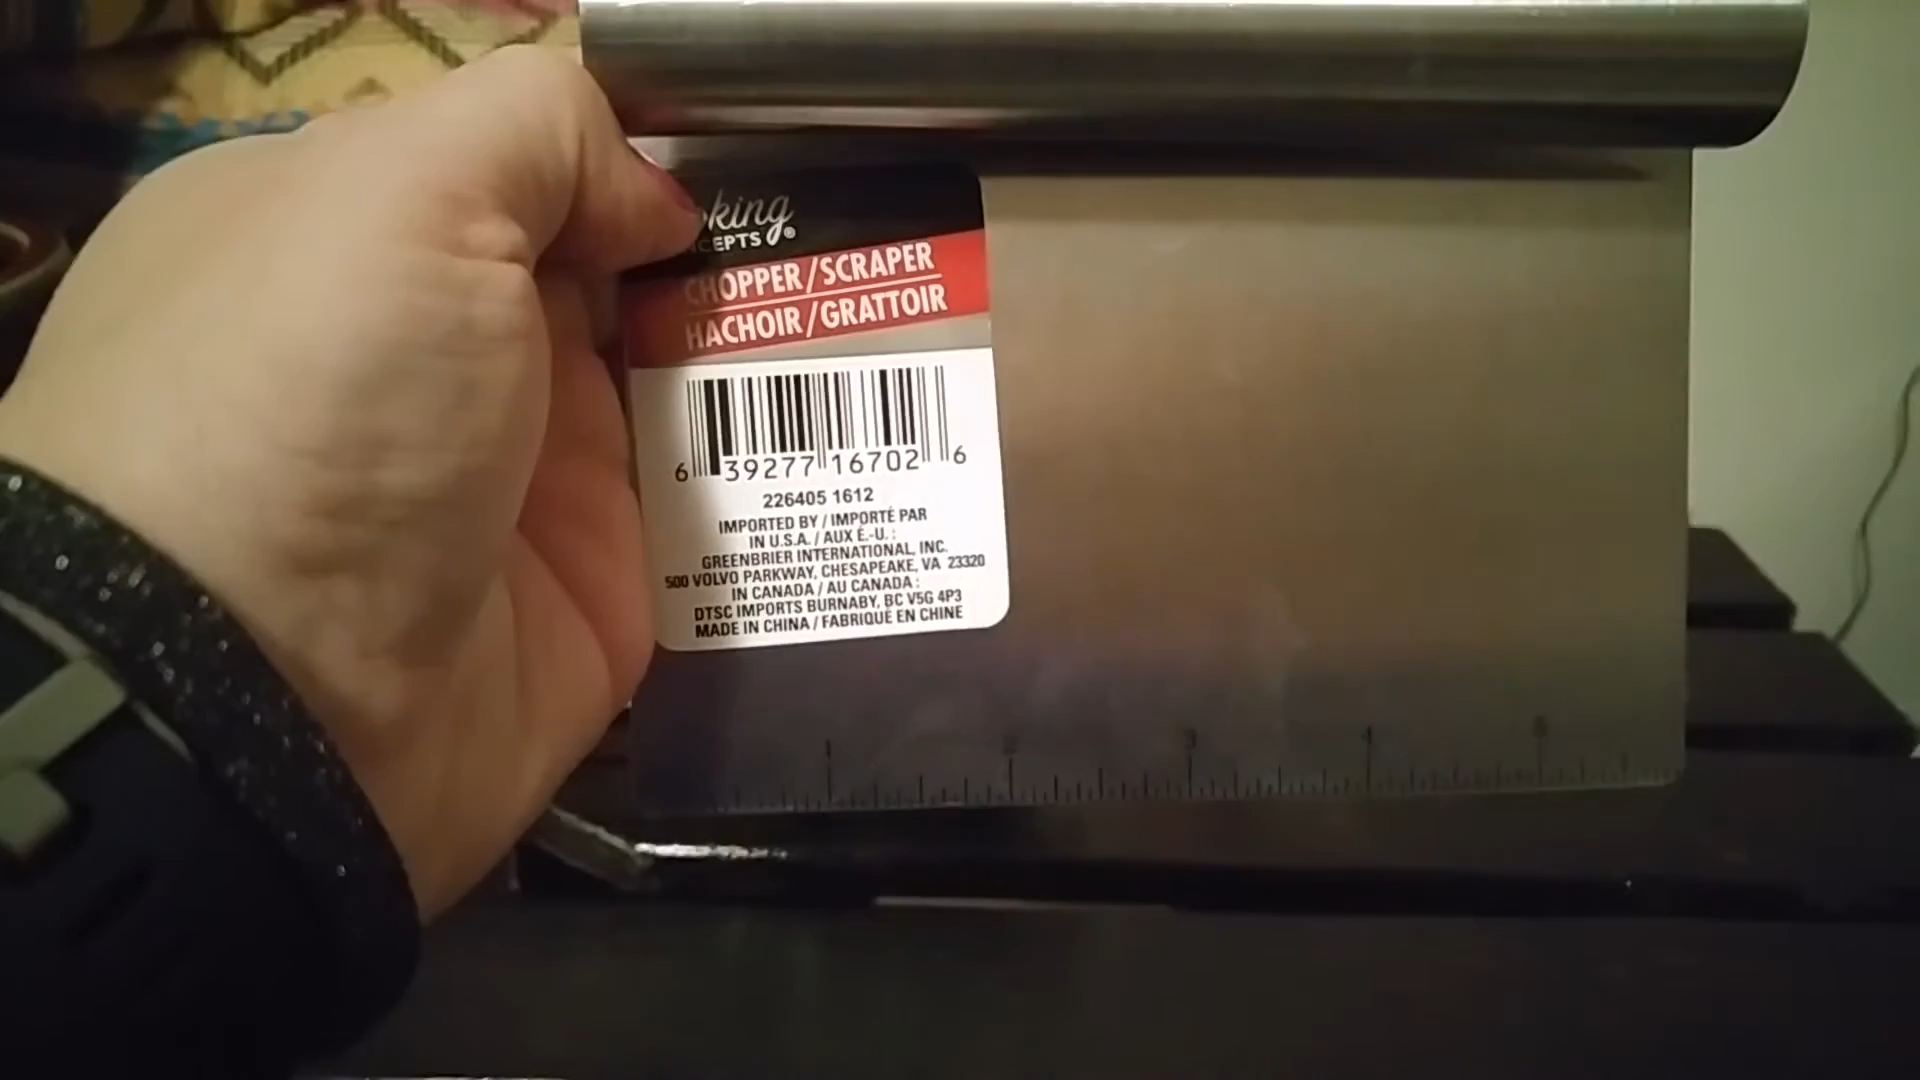 king
CEPTS®
CHOPPER/SCRAPER
HACHOIR/GRATTOIR
6 39277 16702 6
226405 1612
IMPORTED BY / IMPORTÉ PAR
IN U.S.A. / AUX É.-U. :
GREENBRIER INTERNATIONAL, INC.
500 VOLVO PARKWAY, CHESAPEAKE, VA 23320
IN CANADA / AU CANADA :
DTSC IMPORTS BURNABY, BC V5G 4P3
MADE IN CHINA / FABRIQUÉ EN CHINE
1 2 3 4 5